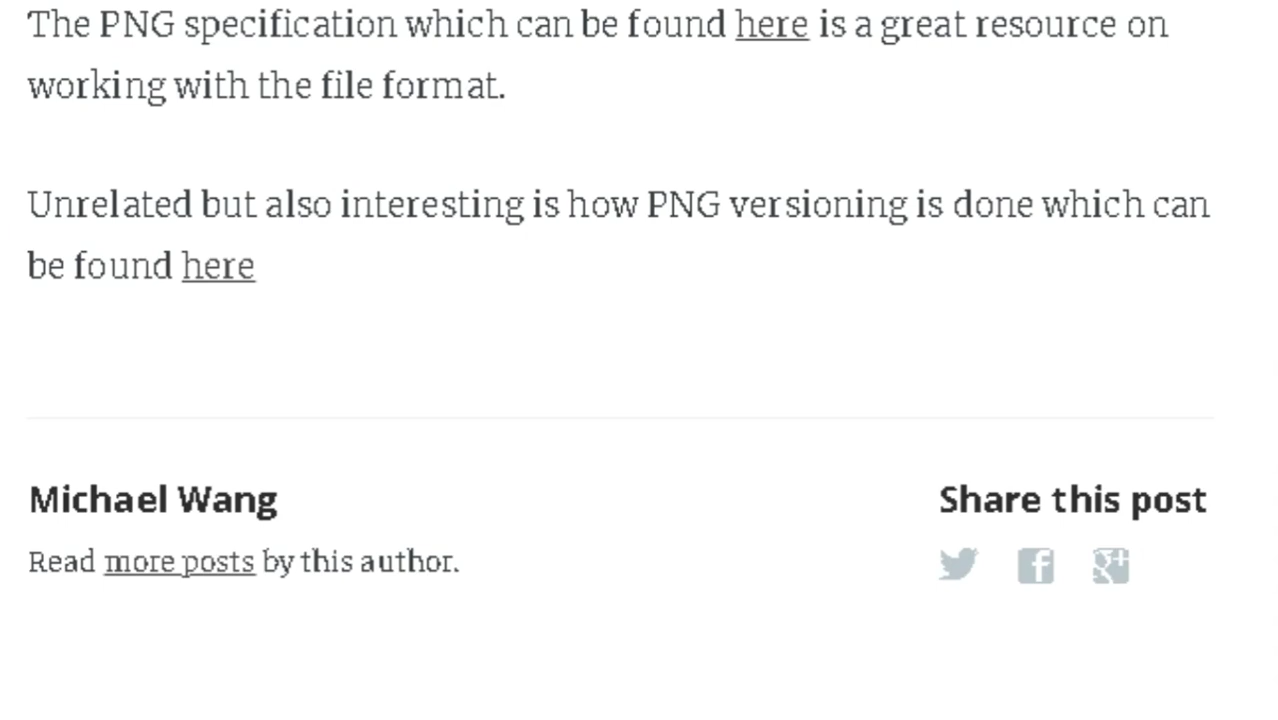 The PNG specification which can be found here is a great resource on
working with the file format.
Unrelated but also interesting is how PNG versioning is done which can
be found here
Michael Wang
Share this post
Read more posts by this author.